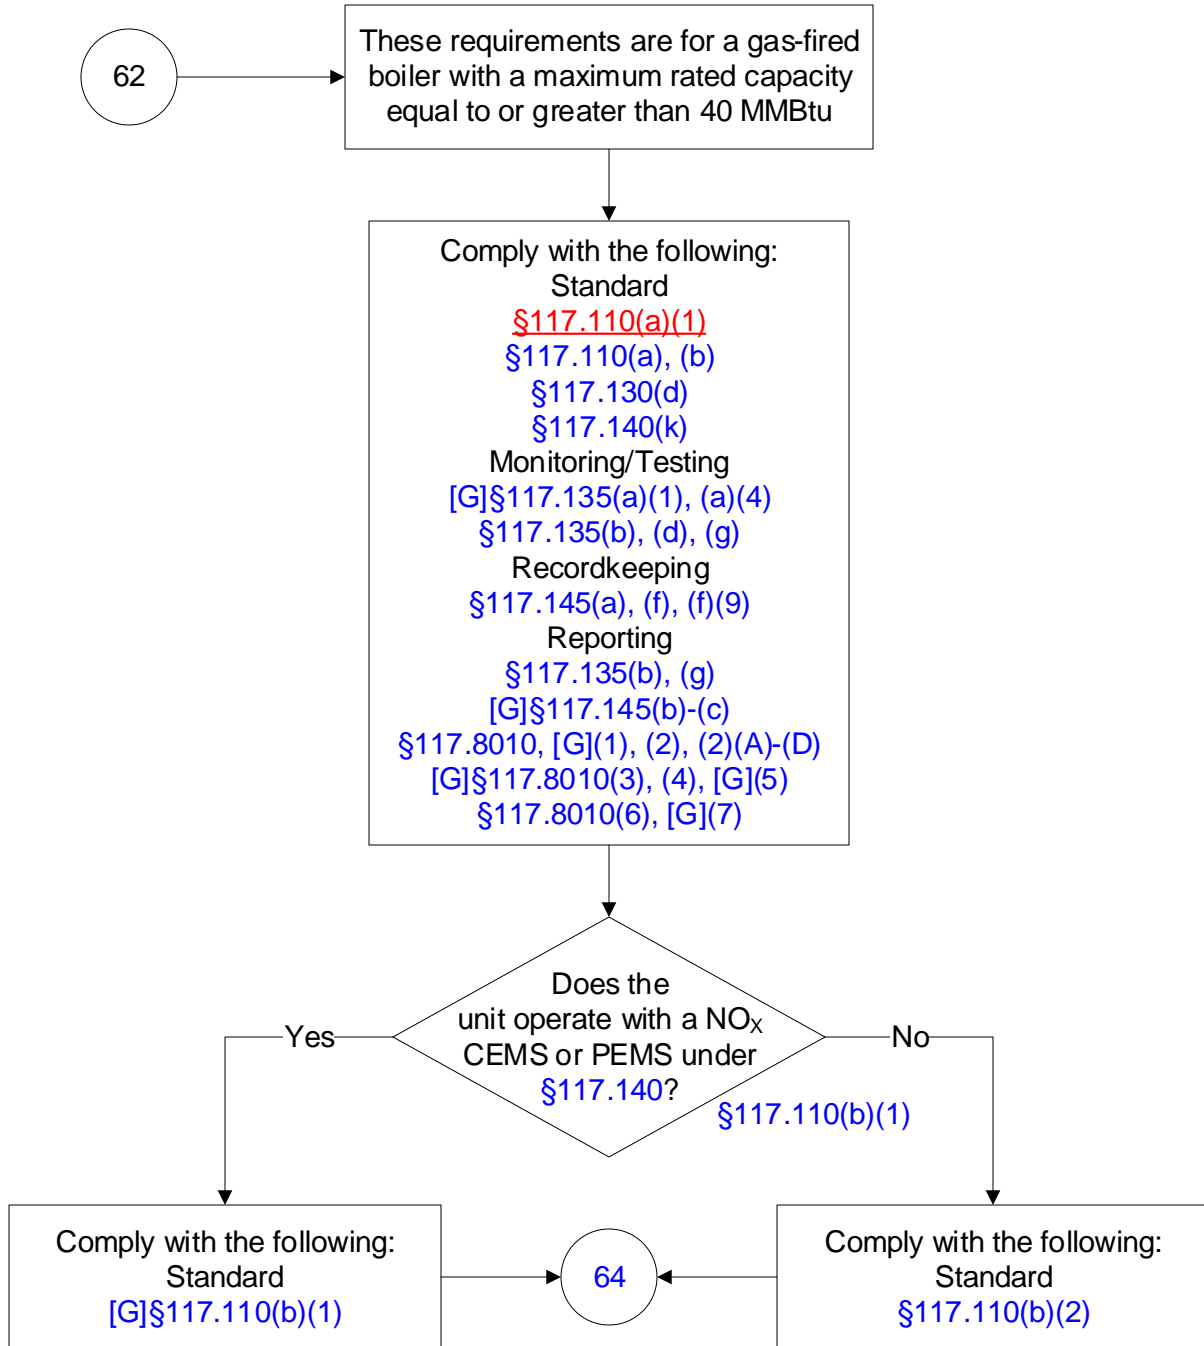 62
These requirements are for a gas-fired
boiler with a maximum rated capacity
equal to or greater than 40 MMBtu
Comply with the following:
Standard
§117.110(a)(1)
§117.110(a), (b)
§117.130(d)
§117.140(k)
Monitoring/Testing
[G]§117.135(a)(1), (a)(4)
§117.135(b), (d), (g)
Recordkeeping
§117.145(a), (f), (f)(9)
Reporting
§117.135(b), (g)
[G]§117.145(b)-(c)
§117.8010, [G](1), (2), (2)(A)-(D)
[G]§117.8010(3), (4), [G](5)
§117.8010(6), [G](7)
Does the
unit operate with a NOX
CEMS or PEMS under
§117.140?
Yes
No
§117.110(b)(1)
Comply with the following:
Standard
[G]§117.110(b)(1)
64
Comply with the following:
Standard
§117.110(b)(2)